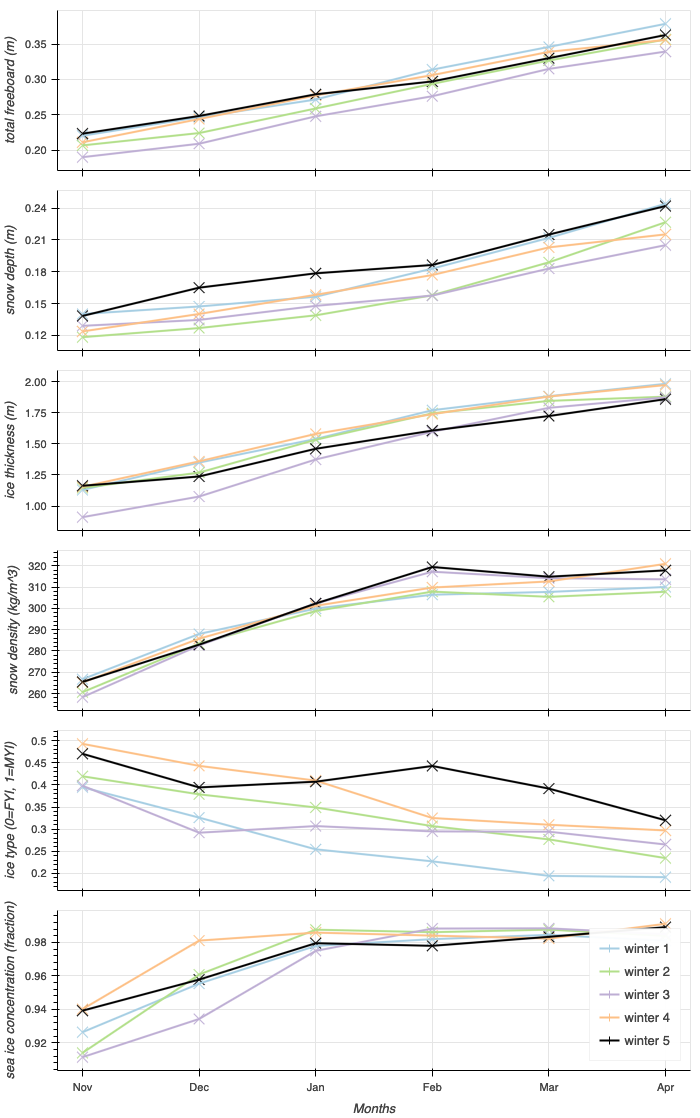 total freeboard (m)
0.35
0.30
0.25
0.20
snow depth (m)
0.24
0.21
0.18
0.15
0.12
ice thickness (m)
2.00
1.75
1.50
1.25
1.00
snow density (kg/m^3)
320
310
300
290
280
270
260
ice type (0=FYI, 1=MYI)
0.5
0.45
0.4
0.35
0.3
0.25
0.2
sea ice concentration (fraction)
0.98
0.96
0.94
0.92
winter 1
winter 2
winter 3
winter 4
winter 5
Nov Dec Jan Feb Mar Apr
Months